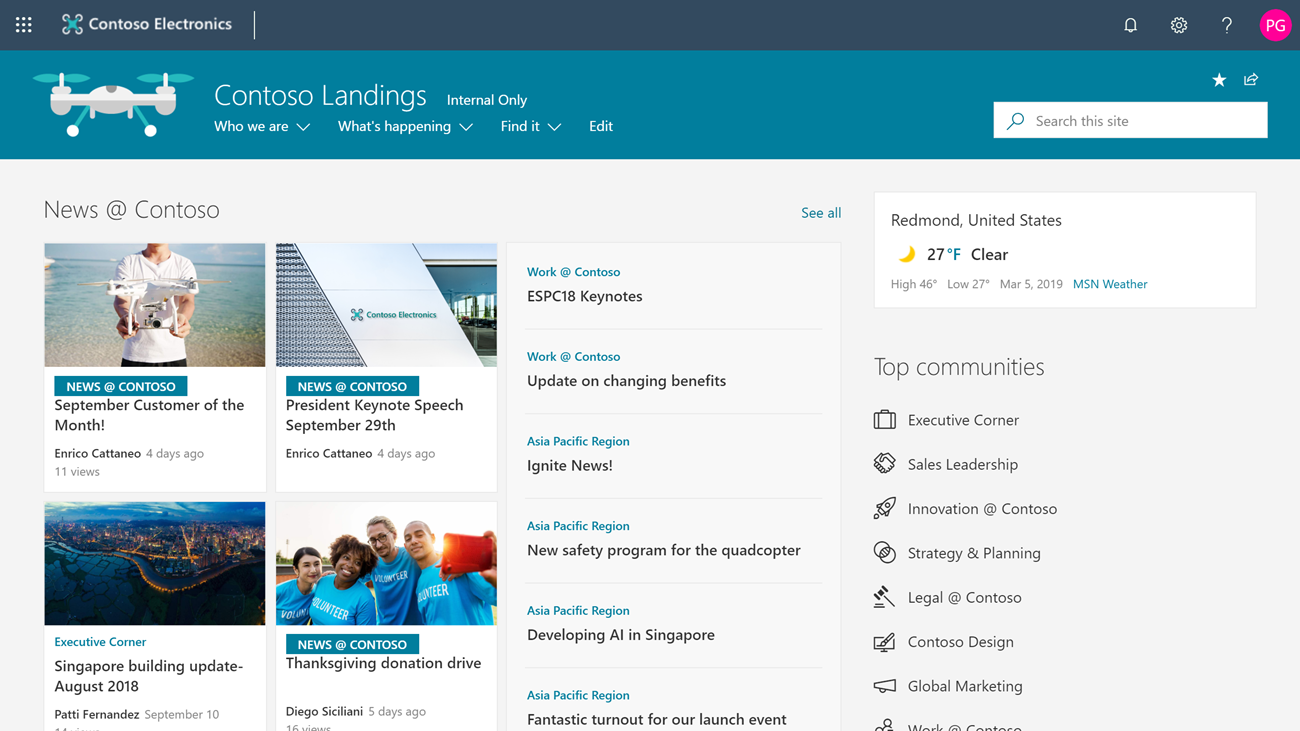 Contoso Electronics
PG
Contoso Landings
Internal Only
Who we are
What's happening
Find it
Edit
Search this site
News @ Contoso
See all
NEWS @ CONTOSO
September Customer of the
Month!
Enrico Cattaneo 4 days ago
11 views
Contoso Electronics
NEWS @ CONTOSO
President Keynote Speech
September 29th
Enrico Cattaneo 4 days ago
Executive Corner
Singapore building update-
August 2018
Patti Fernandez September 10
14 views
VOLUNTEER
VOLUNTEER
VOLUNTEER
NEWS @ CONTOSO
Thanksgiving donation drive
Diego Siciliani 5 days ago
16 views
Work @ Contoso
ESPC18 Keynotes
Work @ Contoso
Update on changing benefits
Asia Pacific Region
Ignite News!
Asia Pacific Region
New safety program for the quadcopter
Asia Pacific Region
Developing AI in Singapore
Asia Pacific Region
Fantastic turnout for our launch event
Redmond, United States
27 °F Clear
High 46° Low 27° Mar 5, 2019 MSN Weather
Top communities
Executive Corner
Sales Leadership
Innovation @ Contoso
Strategy & Planning
Legal @ Contoso
Contoso Design
Global Marketing
Work @ Contoso